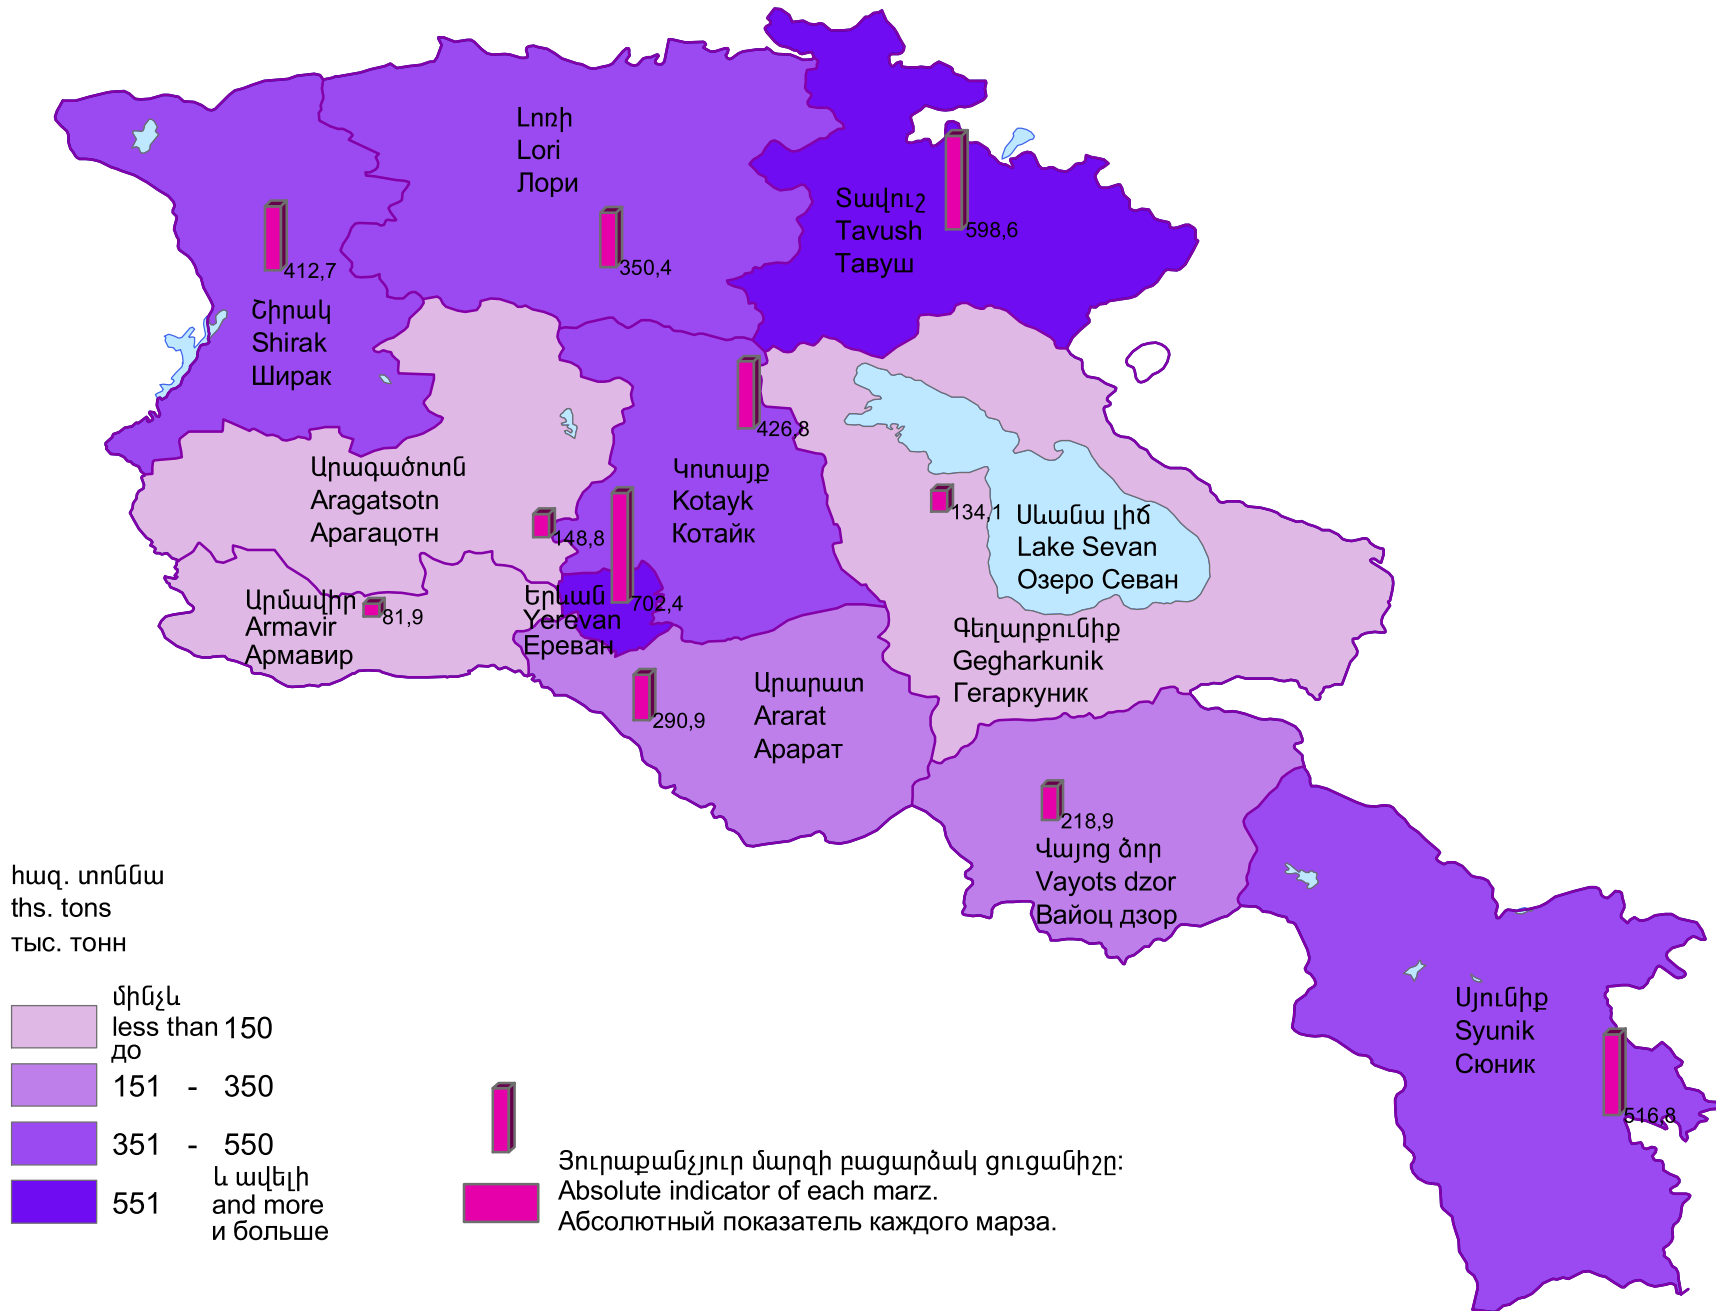 Լոռի
Lori
Лори
350,4
Տավուշ
Tavush
Тавуш
598,6
412,7
Շիրակ
Shirak
Ширак
426,8
Կոտայք
Kotayk
Котайк
Արագածոտն
Aragatsotn
Арагацотн
148,8
134,1
Սևանա լիճ
Lake Sevan
Озеро Севан
Արմավիր
Armavir
Армавир
81,9
Երևան
Yerevan
Ереван
702,4
Գեղարքունիք
Gegharkunik
Гегаркуник
290,9
Արարատ
Ararat
Арарат
218,9
Վայոց ձոր
Vayots dzor
Вайоц дзор
Սյունիք
Syunik
Сюник
516,8
հազ. տոննա
ths. tons
тыс. тонн
մինչև
less than 150
до
151 - 350
351 - 550
և ավելի
551 and more
и больше
Յուրաքանչյուր մարզի բացարձակ ցուցանիշը:
Absolute indicator of each marz.
Абсолютный показатель каждого марза.